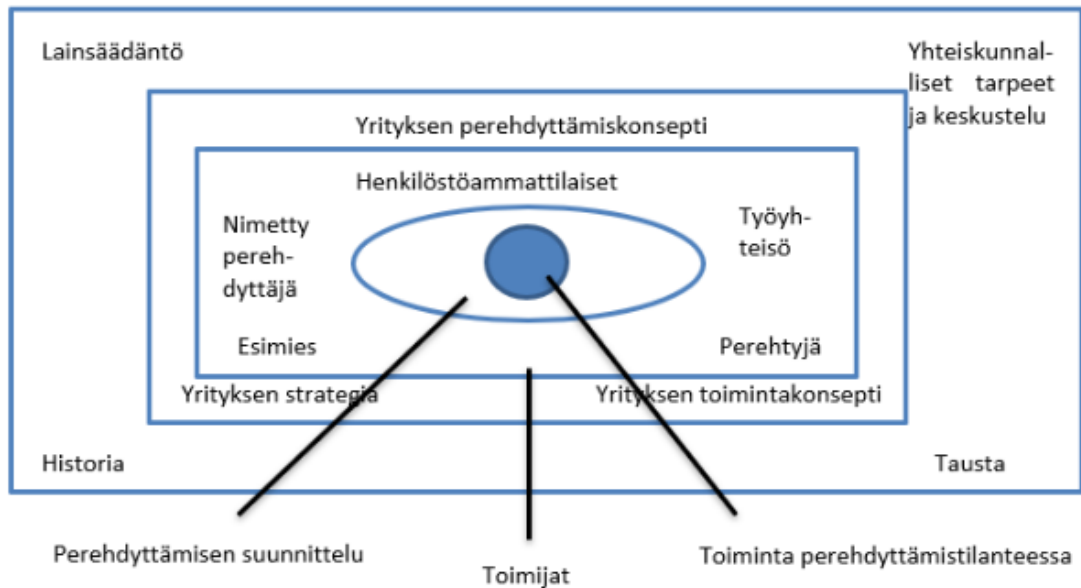 Lainsäädäntö
Yhteiskunnal-
liset tarpeet
ja keskustelu
Yrityksen perehdyttämiskonsepti
Henkilöstöammattilaiset
Nimetty
pereh-
dyttäjä
Työyh-
teisö
Esimies
Perehtyjä
Yrityksen strategia
Yrityksen toimintakonsepti
Historia
Tausta
Perehdyttämisen suunnittelu
Toimijat
Toiminta perehdyttämistilanteessa